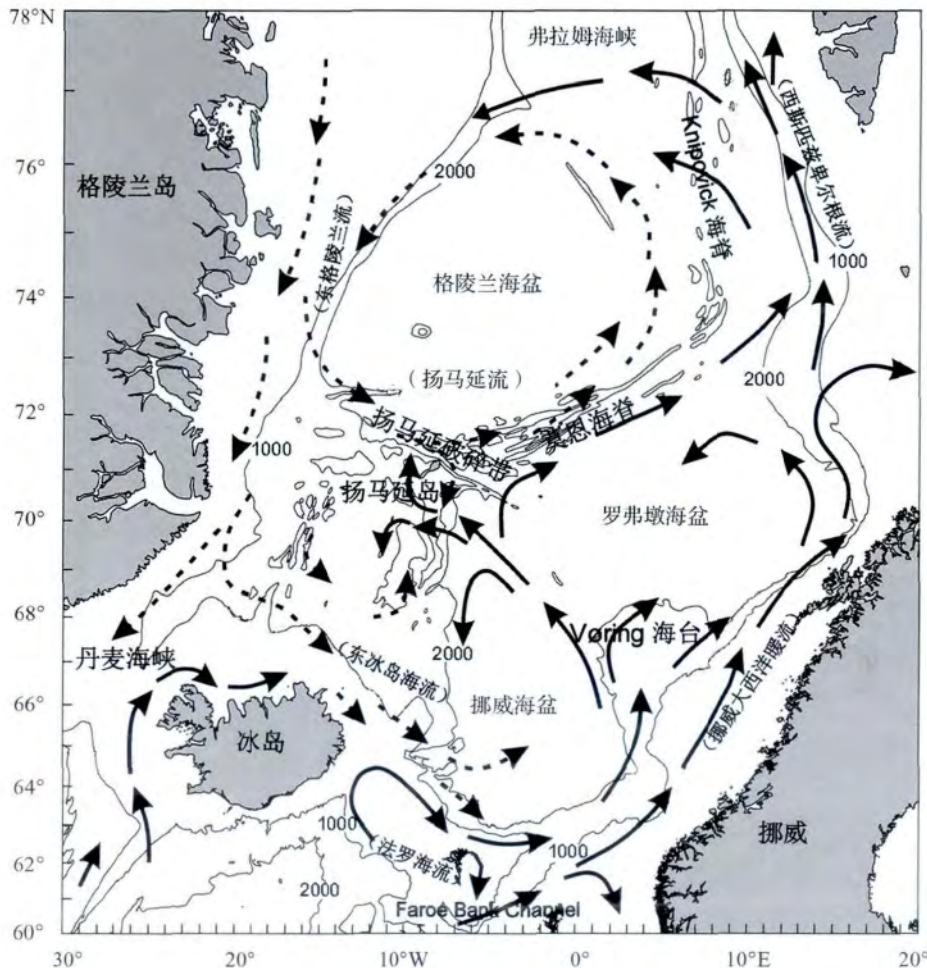 78°N
弗拉姆海峡
(西斯匹兹卑尔根流)
Knipovick 海脊
76°
2000
格陵兰岛
(东格陵兰流)
1000
格陵兰海盆
74°
2000
(扬马延流)
72°
扬马延破碎带
赛恩海脊
1000
扬马延岛
罗弗墩海盆
70°
68°
Vøring 海台
丹麦海峡
2000
(东冰岛海流)
66°
挪威海盆
(挪威大西洋暖流)
冰岛
64°
1000
挪威
1000
(法罗海流)
62°
2000
Faroe Bank Channel
60°
30°
20°
10°W
0°
10°E
20°